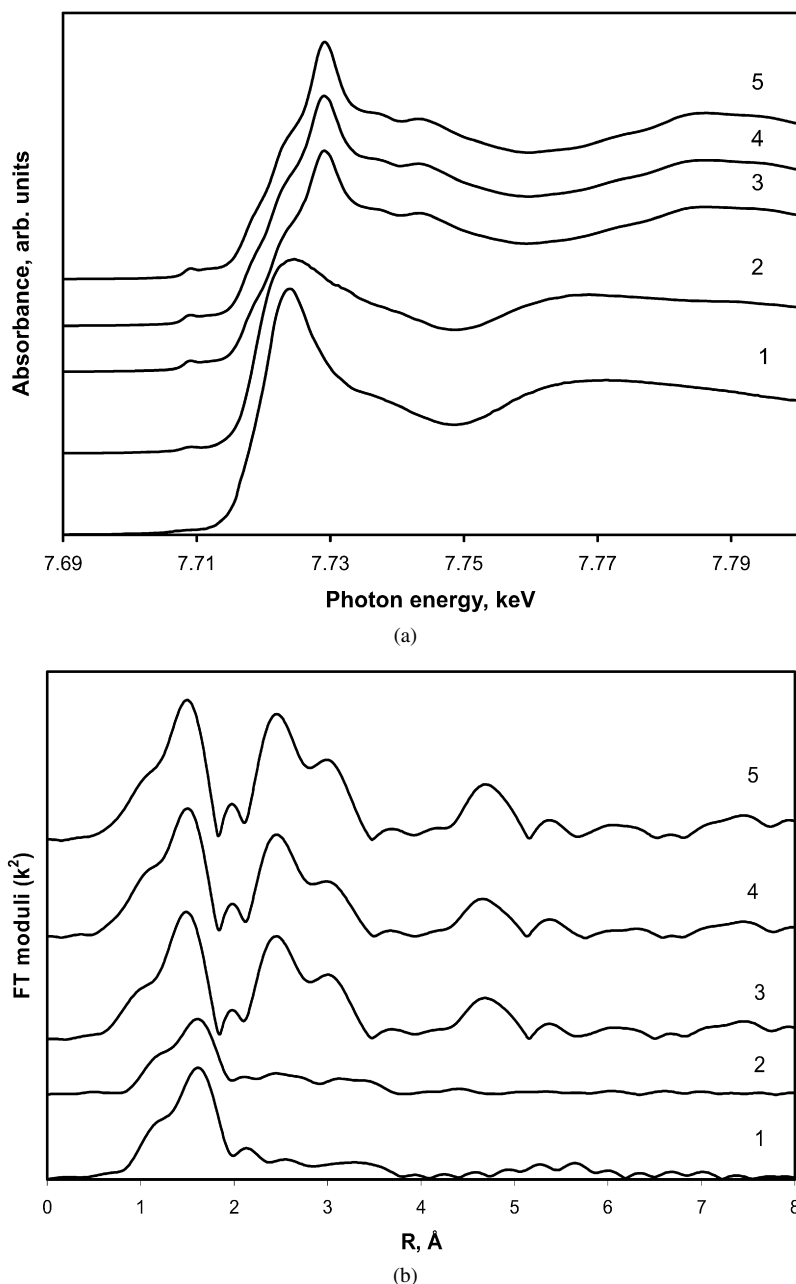 Absorbance, arb. units
5
4
3
2
1
7.69 7.71 7.73 7.75 7.77 7.79
Photon energy, keV
(a)
FT moduli (k²)
5
4
3
2
1
0 1 2 3 4 5 6 7 8
R, Å
(b)